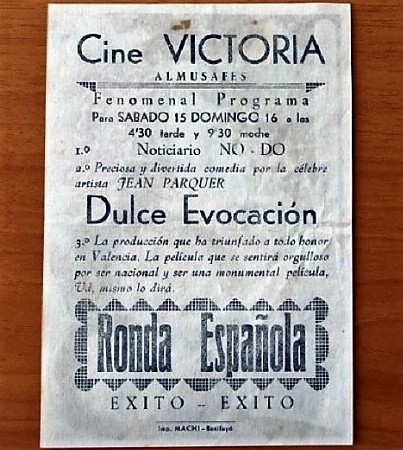 Cine VICTORIA
ALMUSAFES
Fenomenal Programa
Para SABADO 15 DOMINGO 16 a las
4'30 tarde y 9'30 noche
1.º Noticiario NO-DO
2.º Preciosa y divertida comedia por la célebre
artista JEAN PARQUER
Dulce Evocación
3.º La producción que ha triunfado a todo honor
en Valencia. La película que se sentirá orgulloso
por ser nacional y ser una monumental película,
Vd, mismo lo dirá.
Ronda Española
EXITO -- EXITO
Imp. MACHI - Benifayó